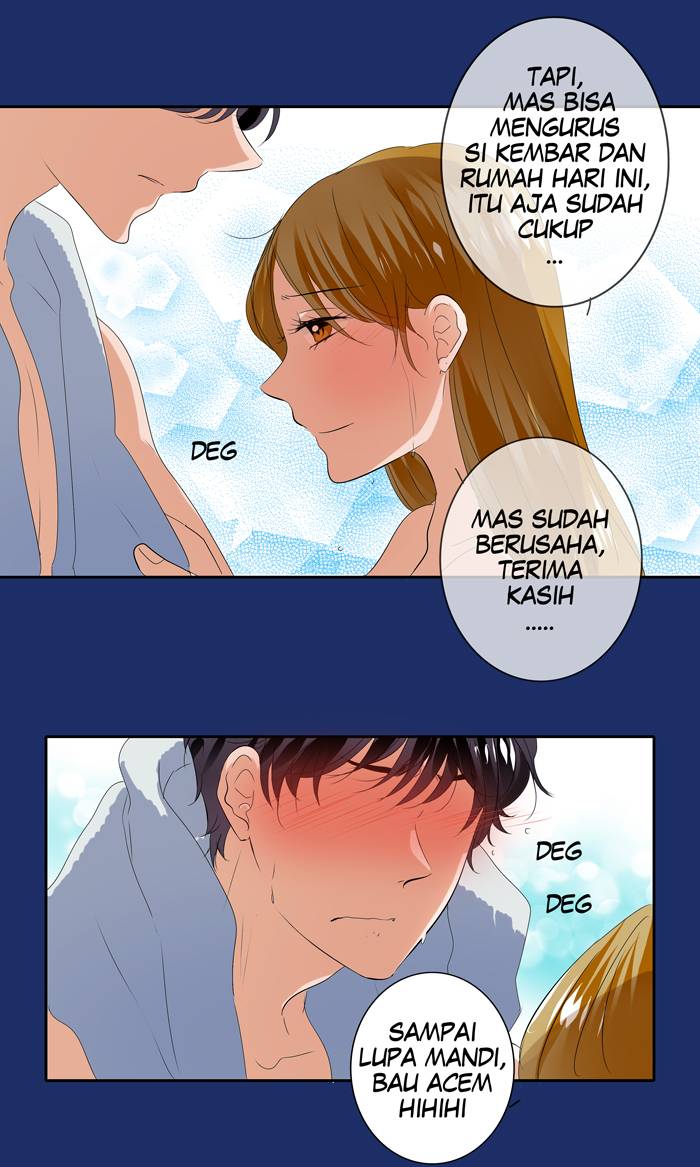 TAPI,
MAS BISA
MENGURUS
SI KEMBAR DAN
RUMAH HARI INI,
ITU AJA SUDAH
CUKUP
...
DEG
MAS SUDAH
BERUSAHA,
TERIMA
KASIH
.....
DEG
DEG
SAMPAI
LUPA MANDI,
BAU ACEM
HIHIHI